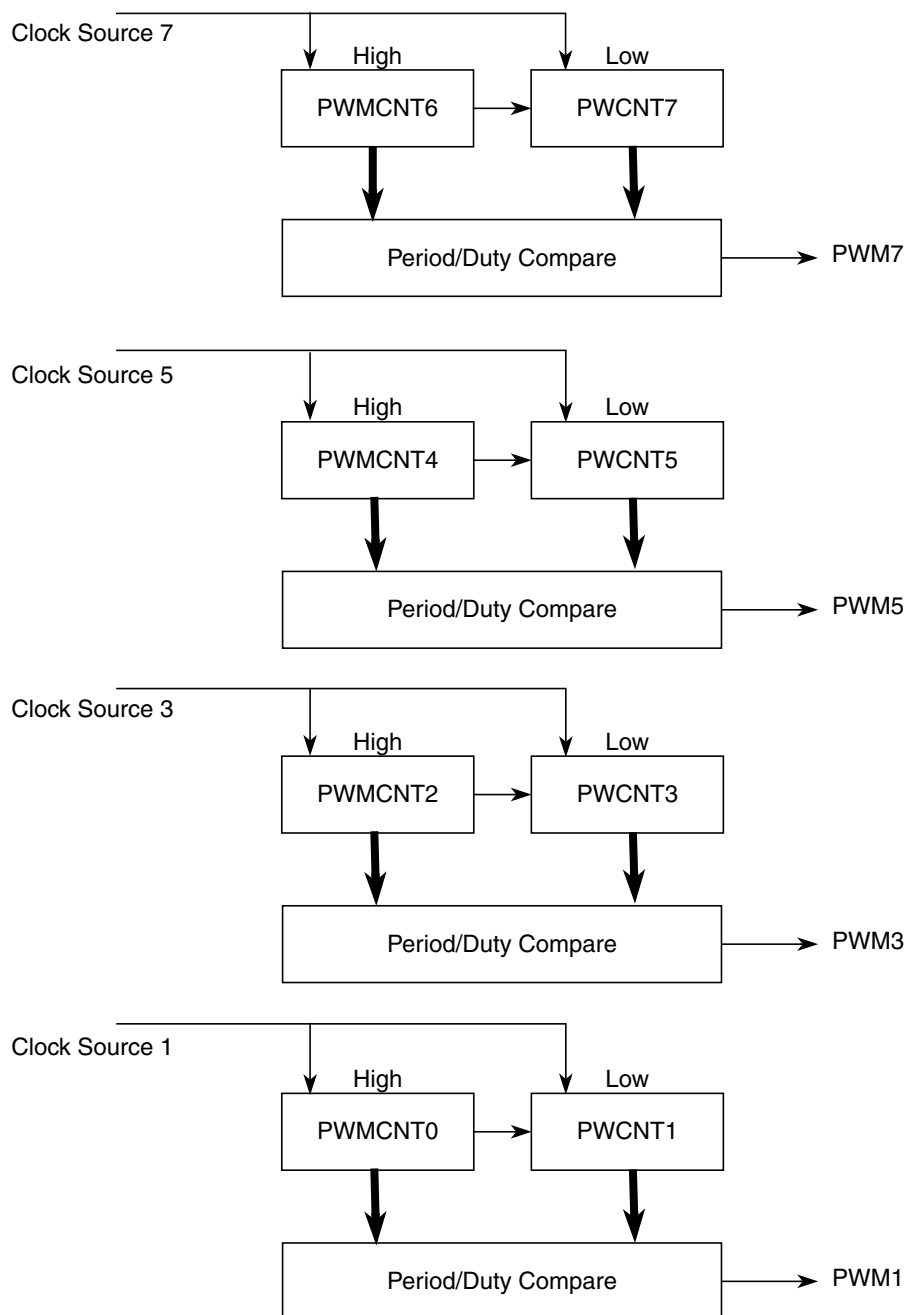 Clock Source 7
High
Low
PWMCNT6
PWCNT7
Period/Duty Compare
PWM7
Clock Source 5
High
Low
PWMCNT4
PWCNT5
Period/Duty Compare
PWM5
Clock Source 3
High
Low
PWMCNT2
PWCNT3
Period/Duty Compare
PWM3
Clock Source 1
High
Low
PWMCNT0
PWCNT1
Period/Duty Compare
PWM1